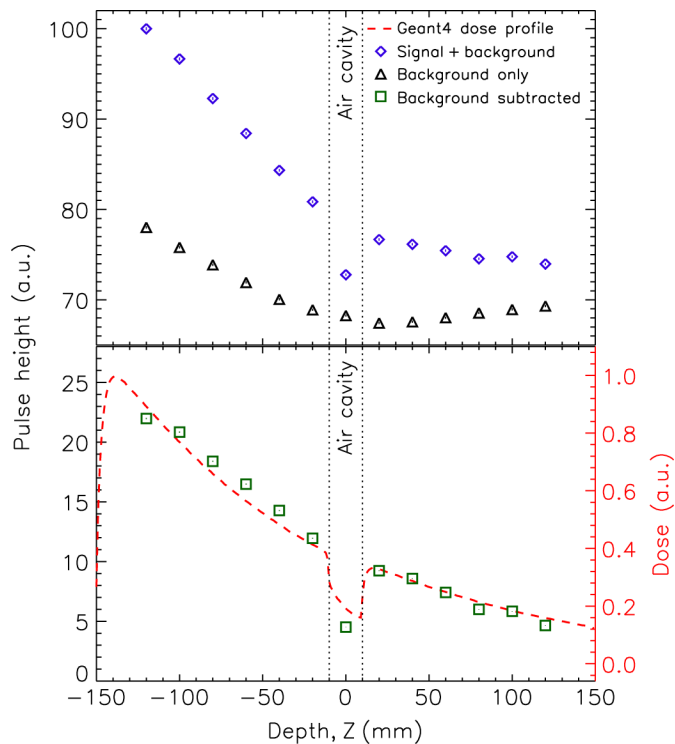 100
90
80
70
Air cavity
Geant4 dose profile
Signal + background
Background only
Background subtracted
Pulse height (a.u.)
25
20
15
10
5
0
Air cavity
1.0
0.8
0.6
0.4
0.2
0.0
Dose (a.u.)
−150 −100 −50 0 50 100 150
Depth, Z (mm)